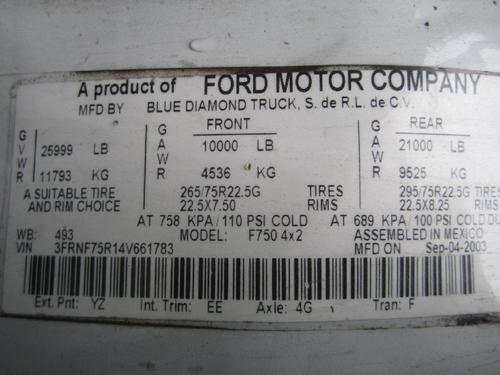 A product of FORD MOTOR COMPANY
MFD BY BLUE DIAMOND TRUCK, S. de R.L. de C.V.
GVWR 25999 LB 11793 KG
FRONT GAWR 10000 LB 4536 KG
REAR GAWR 21000 LB 9525 KG
A SUITABLE TIRE 265/75R22.5G TIRES 295/75R22.5G
AND RIM CHOICE 22.5x7.50 RIMS 22.5X8.25
AT 758 KPA/110 PSI COLD AT 689 KPA/100 PSI COLD
WB: 493 MODEL: F750 4x2 ASSEMBLED IN MEXICO
VIN 3FRNF75R14V661783 MFD ON Sep-04-2003
Ext. Pnt: YZ Int. Trim: EE Axle: 4G Tran: F